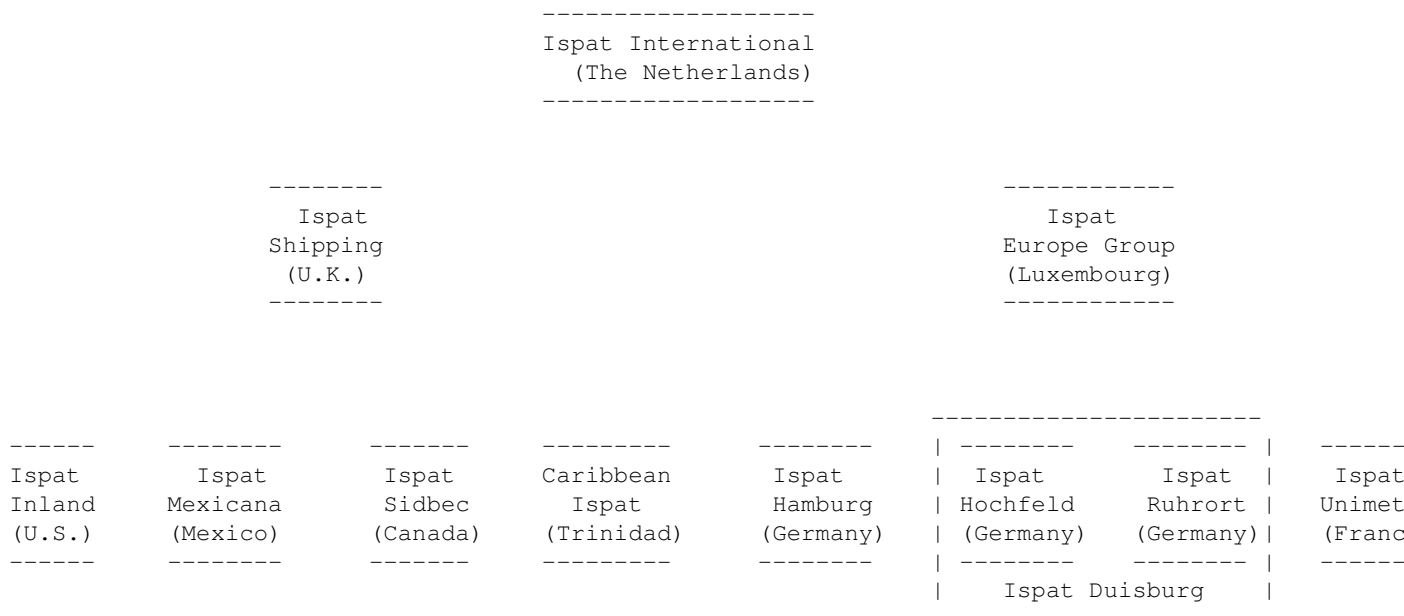 Ispat International
(The Netherlands)
Ispat Ispat
Shipping Europe Group
(U.K.) (Luxembourg)
Ispat Ispat Ispat Caribbean Ispat Ispat Ispat Ispat
Inland Mexicana Sidbec Ispat Hamburg Hochfeld Ruhrort Unimet
(U.S.) (Mexico) (Canada) (Trinidad) (Germany) (Germany) (Germany) (Franc
Ispat Duisburg